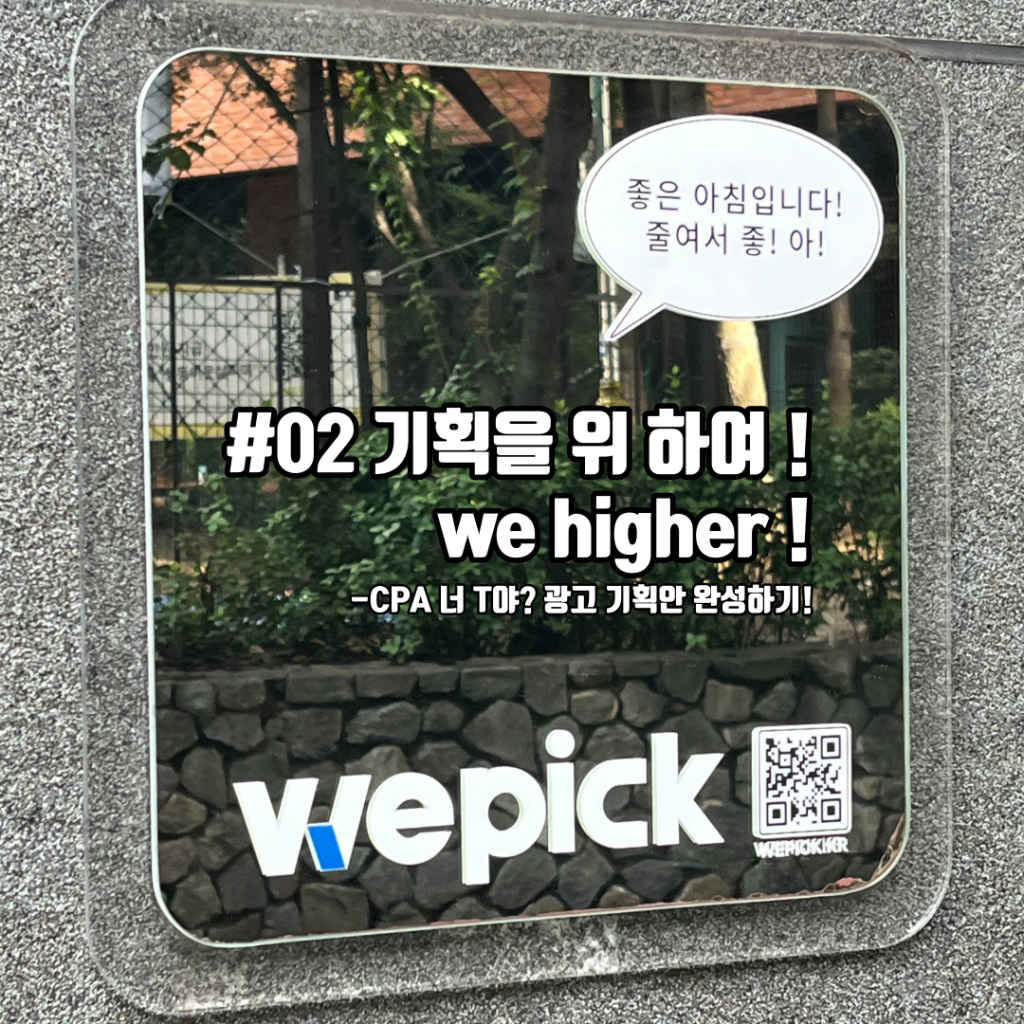 좋은 아침입니다!
줄여서 좋! 아!
#02 기획을 위 하여 !
we higher !
-CPA 너 T야? 광고 기획안 완성하기!
wepick
WEPICK.KR